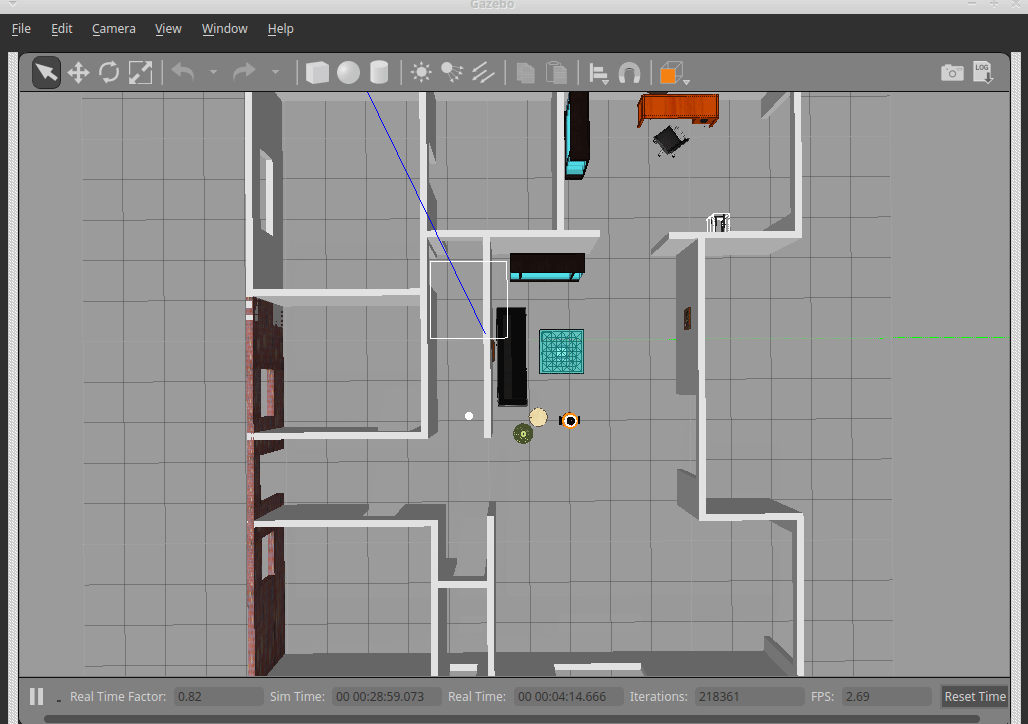 Gazebo
File Edit Camera View Window Help
LOG
Real Time Factor: 0.82 Sim Time: 00 00:28:59.073 Real Time: 00 00:04:14.666 Iterations: 218361 FPS: 2.69 Reset Time